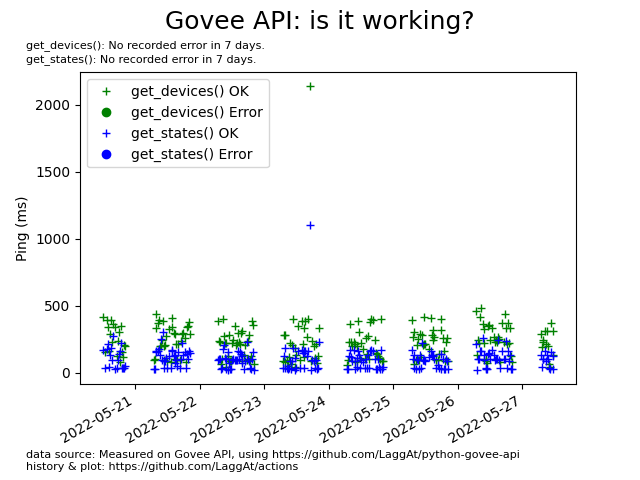 Govee API: is it working?
get_devices(): No recorded error in 7 days.
get_states(): No recorded error in 7 days.
get_devices() OK
get_devices() Error
get_states() OK
get_states() Error
Ping (ms)
2000
1500
1000
500
0
2022-05-21
2022-05-22
2022-05-23
2022-05-24
2022-05-25
2022-05-26
2022-05-27
data source: Measured on Govee API, using https://github.com/LaggAt/python-govee-api
history & plot: https://github.com/LaggAt/actions